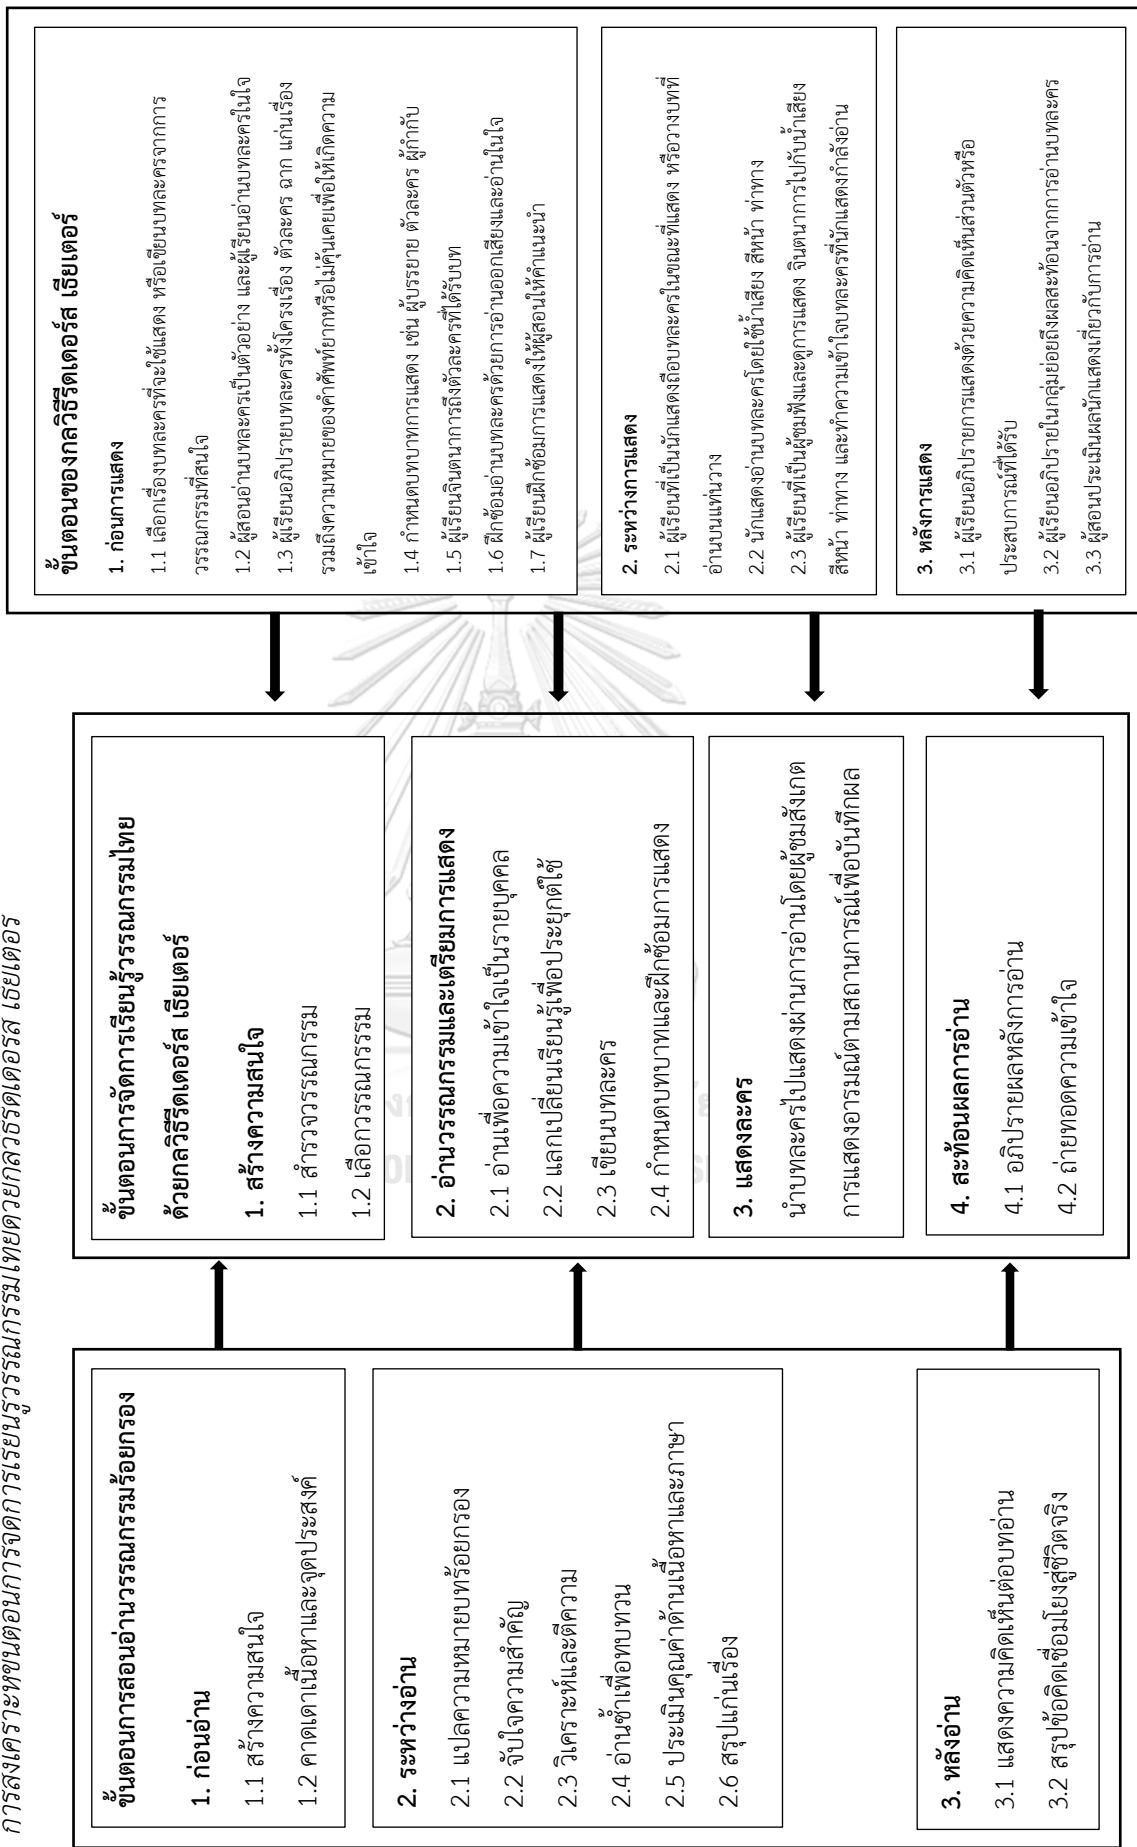 การสังเคราะห์ขั้นตอนการจัดการเรียนรู้วรรณกรรมไทยด้วยกลวิธีรีดเดอร์ส เธียเตอร์
ขั้นตอนการสอนอ่านวรรณกรรมร้อยกรอง
1. ก่อนอ่าน
1.1 สร้างความสนใจ
1.2 คาดเดาเนื้อหาและจุดประสงค์
2. ระหว่างอ่าน
2.1 แปลความหมายบทร้อยกรอง
2.2 จับใจความสำคัญ
2.3 วิเคราะห์และตีความ
2.4 อ่านซ้ำเพื่อทบทวน
2.5 ประเมินคุณค่าด้านเนื้อหาและภาษา
2.6 สรุปแก่นเรื่อง
3. หลังอ่าน
3.1 แสดงความคิดเห็นต่อบทอ่าน
3.2 สรุปข้อคิดเชื่อมโยงสู่ชีวิตจริง
ขั้นตอนการจัดการเรียนรู้วรรณกรรมไทย
ด้วยกลวิธีรีดเดอร์ส เธียเตอร์
1. สร้างความสนใจ
1.1 สำรวจวรรณกรรม
1.2 เลือกวรรณกรรม
2. อ่านวรรณกรรมและเตรียมการแสดง
2.1 อ่านเพื่อความเข้าใจเป็นรายบุคคล
2.2 แลกเปลี่ยนเรียนรู้เพื่อประยุกต์ใช้
2.3 เขียนบทละคร
2.4 กำหนดบทบาทและฝึกซ้อมการแสดง
3. แสดงละคร
นำบทละครไปแสดงผ่านการอ่านโดยผู้ชมสังเกต
การแสดงอารมณ์ตามสถานการณ์เพื่อบันทึกผล
4. สะท้อนผลการอ่าน
4.1 อภิปรายผลหลังการอ่าน
4.2 ถ่ายทอดความเข้าใจ
ขั้นตอนของกลวิธีรีดเดอร์ส เธียเตอร์
1. ก่อนการแสดง
1.1 เลือกเรื่องบทละครที่จะใช้แสดง หรือเขียนบทละครจากการ
วรรณกรรมที่สนใจ
1.2 ผู้สอนอ่านบทละครเป็นตัวอย่าง และผู้เรียนอ่านบทละครในใจ
1.3 ผู้เรียนอภิปรายบทละครทั้งโครงเรื่อง ตัวละคร ฉาก แก่นเรื่อง
รวมถึงความหมายของคำศัพท์ยากหรือไม่คุ้นเคยเพื่อให้เกิดความ
เข้าใจ
1.4 กำหนดบทบาทการแสดง เช่น ผู้บรรยาย ตัวละคร ผู้กำกับ
1.5 ผู้เรียนจินตนาการถึงตัวละครที่ได้รับบท
1.6 ฝึกซ้อมอ่านบทละครด้วยการอ่านออกเสียงและอ่านในใจ
1.7 ผู้เรียนฝึกซ้อมการแสดงให้ผู้สอนให้คำแนะนำ
2. ระหว่างการแสดง
2.1 ผู้เรียนที่เป็นนักแสดงถือบทละครในขณะที่แสดง หรือวางบทที่
อ่านบนแท่นวาง
2.2 นักแสดงอ่านบทละครโดยใช้น้ำเสียง สีหน้า ท่าทาง
2.3 ผู้เรียนที่เป็นผู้ชมฟังและดูการแสดง จินตนาการไปกับน้ำเสียง
สีหน้า ท่าทาง และทำความเข้าใจบทละครที่นักแสดงกำลังอ่าน
3. หลังการแสดง
3.1 ผู้เรียนอภิปรายการแสดงด้วยความคิดเห็นส่วนตัวหรือ
ประสบการณ์ที่ได้รับ
3.2 ผู้เรียนอภิปรายในกลุ่มย่อยถึงผลสะท้อนจากการอ่านบทละคร
3.3 ผู้สอนประเมินผลนักแสดงเกี่ยวกับการอ่าน